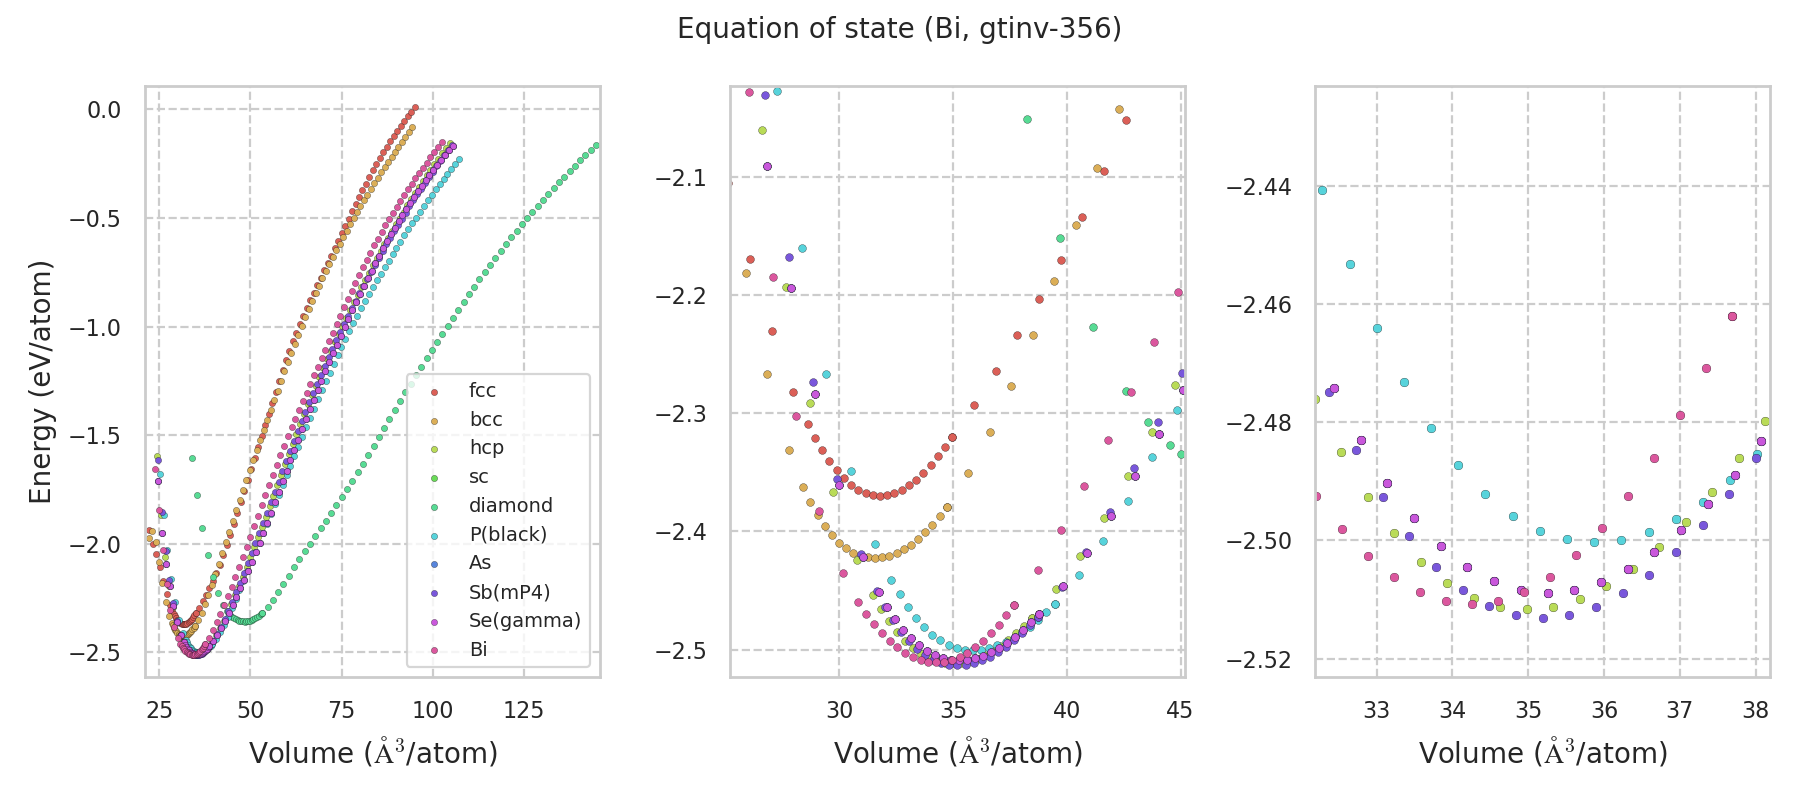 Equation of state (Bi, gtinv-356)
Energy (eV/atom)
0.0
−0.5
−1.0
−1.5
−2.0
−2.5
25 50 75 100 125
Volume (Å³/atom)
fcc
bcc
hcp
sc
diamond
P(black)
As
Sb(mP4)
Se(gamma)
Bi
−2.1
−2.2
−2.3
−2.4
−2.5
30 35 40 45
Volume (Å³/atom)
−2.44
−2.46
−2.48
−2.50
−2.52
33 34 35 36 37 38
Volume (Å³/atom)